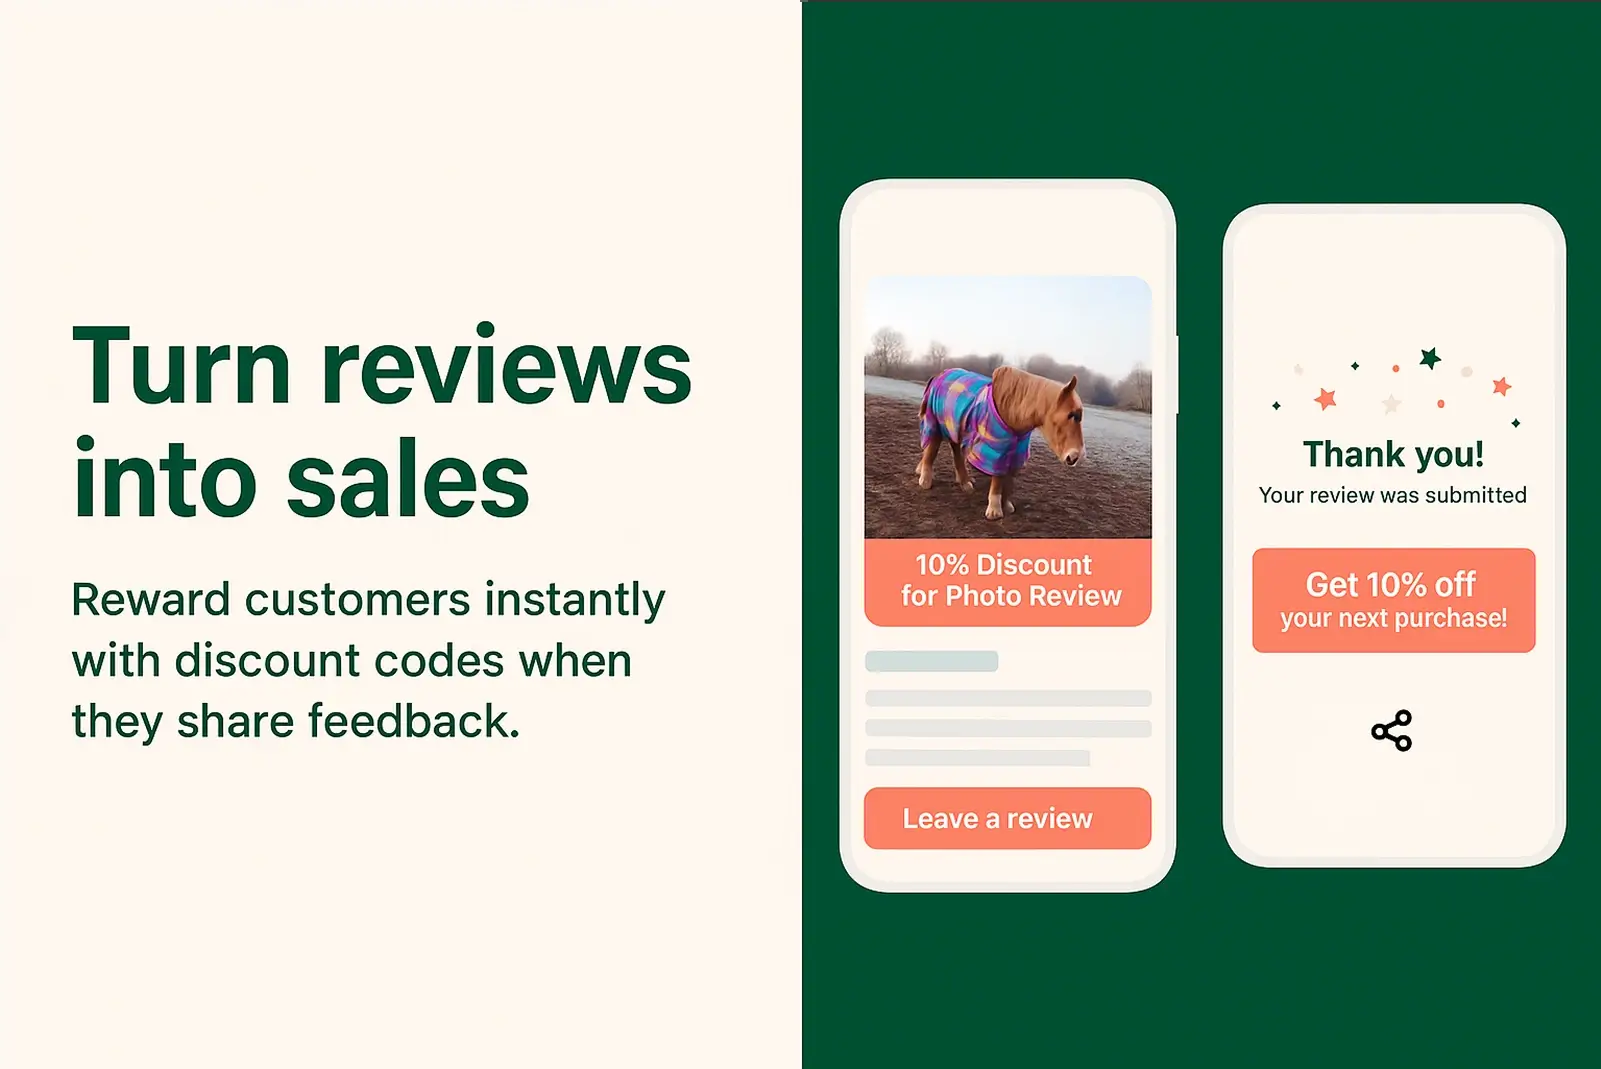 Turn reviews
into sales
Reward customers instantly
with discount codes when
they share feedback.
10% Discount
for Photo Review
Leave a review
Thank you!
Your review was submitted
Get 10% off
your next purchase!